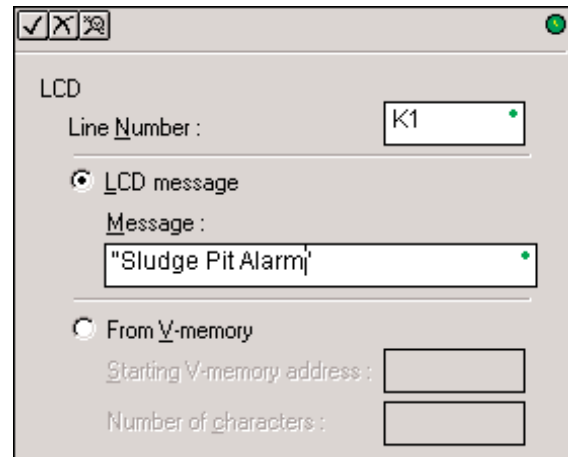 LCD
Line Number : K1
LCD message
Message :
"Sludge Pit Alarm"
From V-memory
Starting V-memory address :
Number of characters :